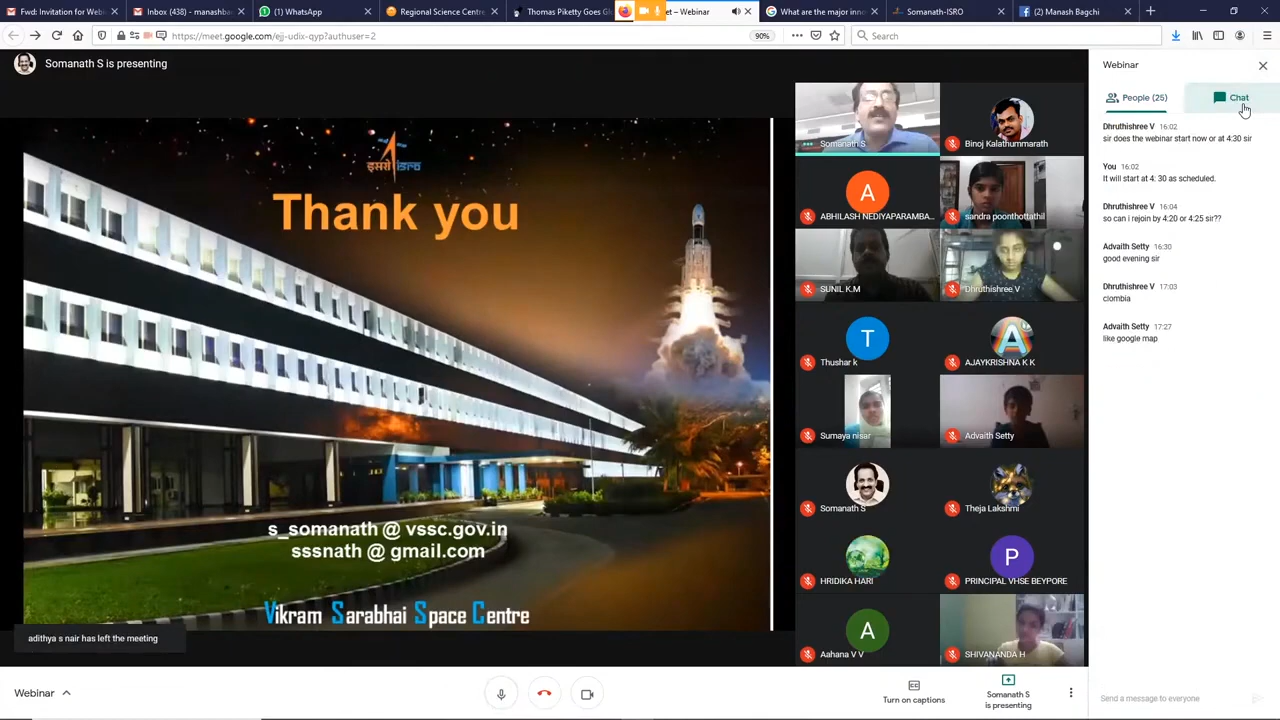 Fwd: Invitation for Web
Inbox (438) - manashba
(1) WhatsApp
Regional Science Centre
Thomas Piketty Goes Gl
et – Webinar
What are the major inno
Somanath-ISRO
Manash Bagchi
https://meet.google.com/ejj-udix-qyp?authuser=2
90%
Search
Somanath S is presenting
Webinar
People (25)
Chat
इसरो isro
Thank you
s_somanath @ vssc.gov.in
sssnath @ gmail.com
Vikram Sarabhai Space Centre
adithya s nair has left the meeting
Somanath S
Binoj Kalathummarath
A
ABHILASH NEDIYAPARAMBA...
sandra poonthottathil
SUNIL K.M
Dhruthishree V
T
Thushar k
A
AJAYKRISHNA K K
Sumaya nisar
Advaith Setty
Somanath S
Theja Lakshmi
HRIDIKA HARI
P
PRINCIPAL VHSE BEYPORE
A
Aahana V V
SHIVANANDA H
Dhruthishree V 16:02
sir does the webinar start now or at 4:30 sir
You 16:02
It will start at 4: 30 as scheduled.
Dhruthishree V 16:04
so can i rejoin by 4:20 or 4:25 sir??
Advaith Setty 16:30
good evening sir
Dhruthishree V 17:03
clombia
Advaith Setty 17:27
like google map
Send a message to everyone
Webinar
CC
Turn on captions
Somanath S
is presenting